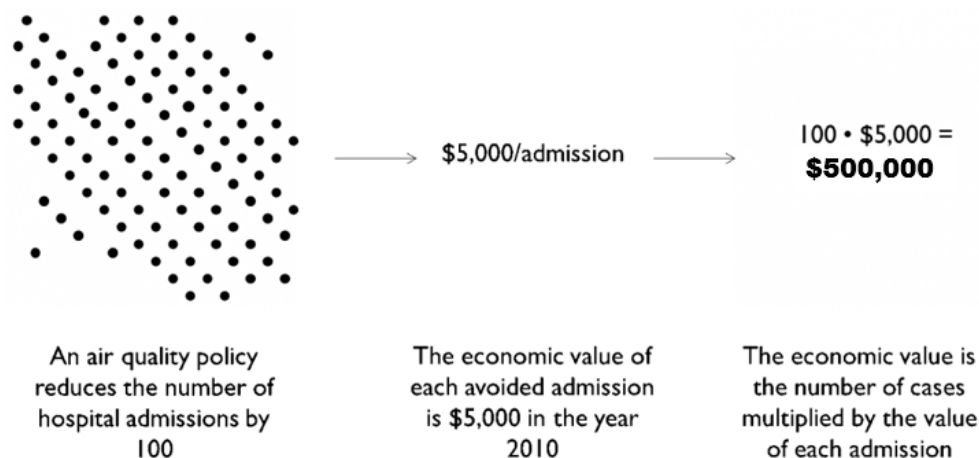 $5,000/admission
100 • $5,000 =
$500,000
An air quality policy
reduces the number of
hospital admissions by
100
The economic value of
each avoided admission
is $5,000 in the year
2010
The economic value is
the number of cases
multiplied by the value
of each admission